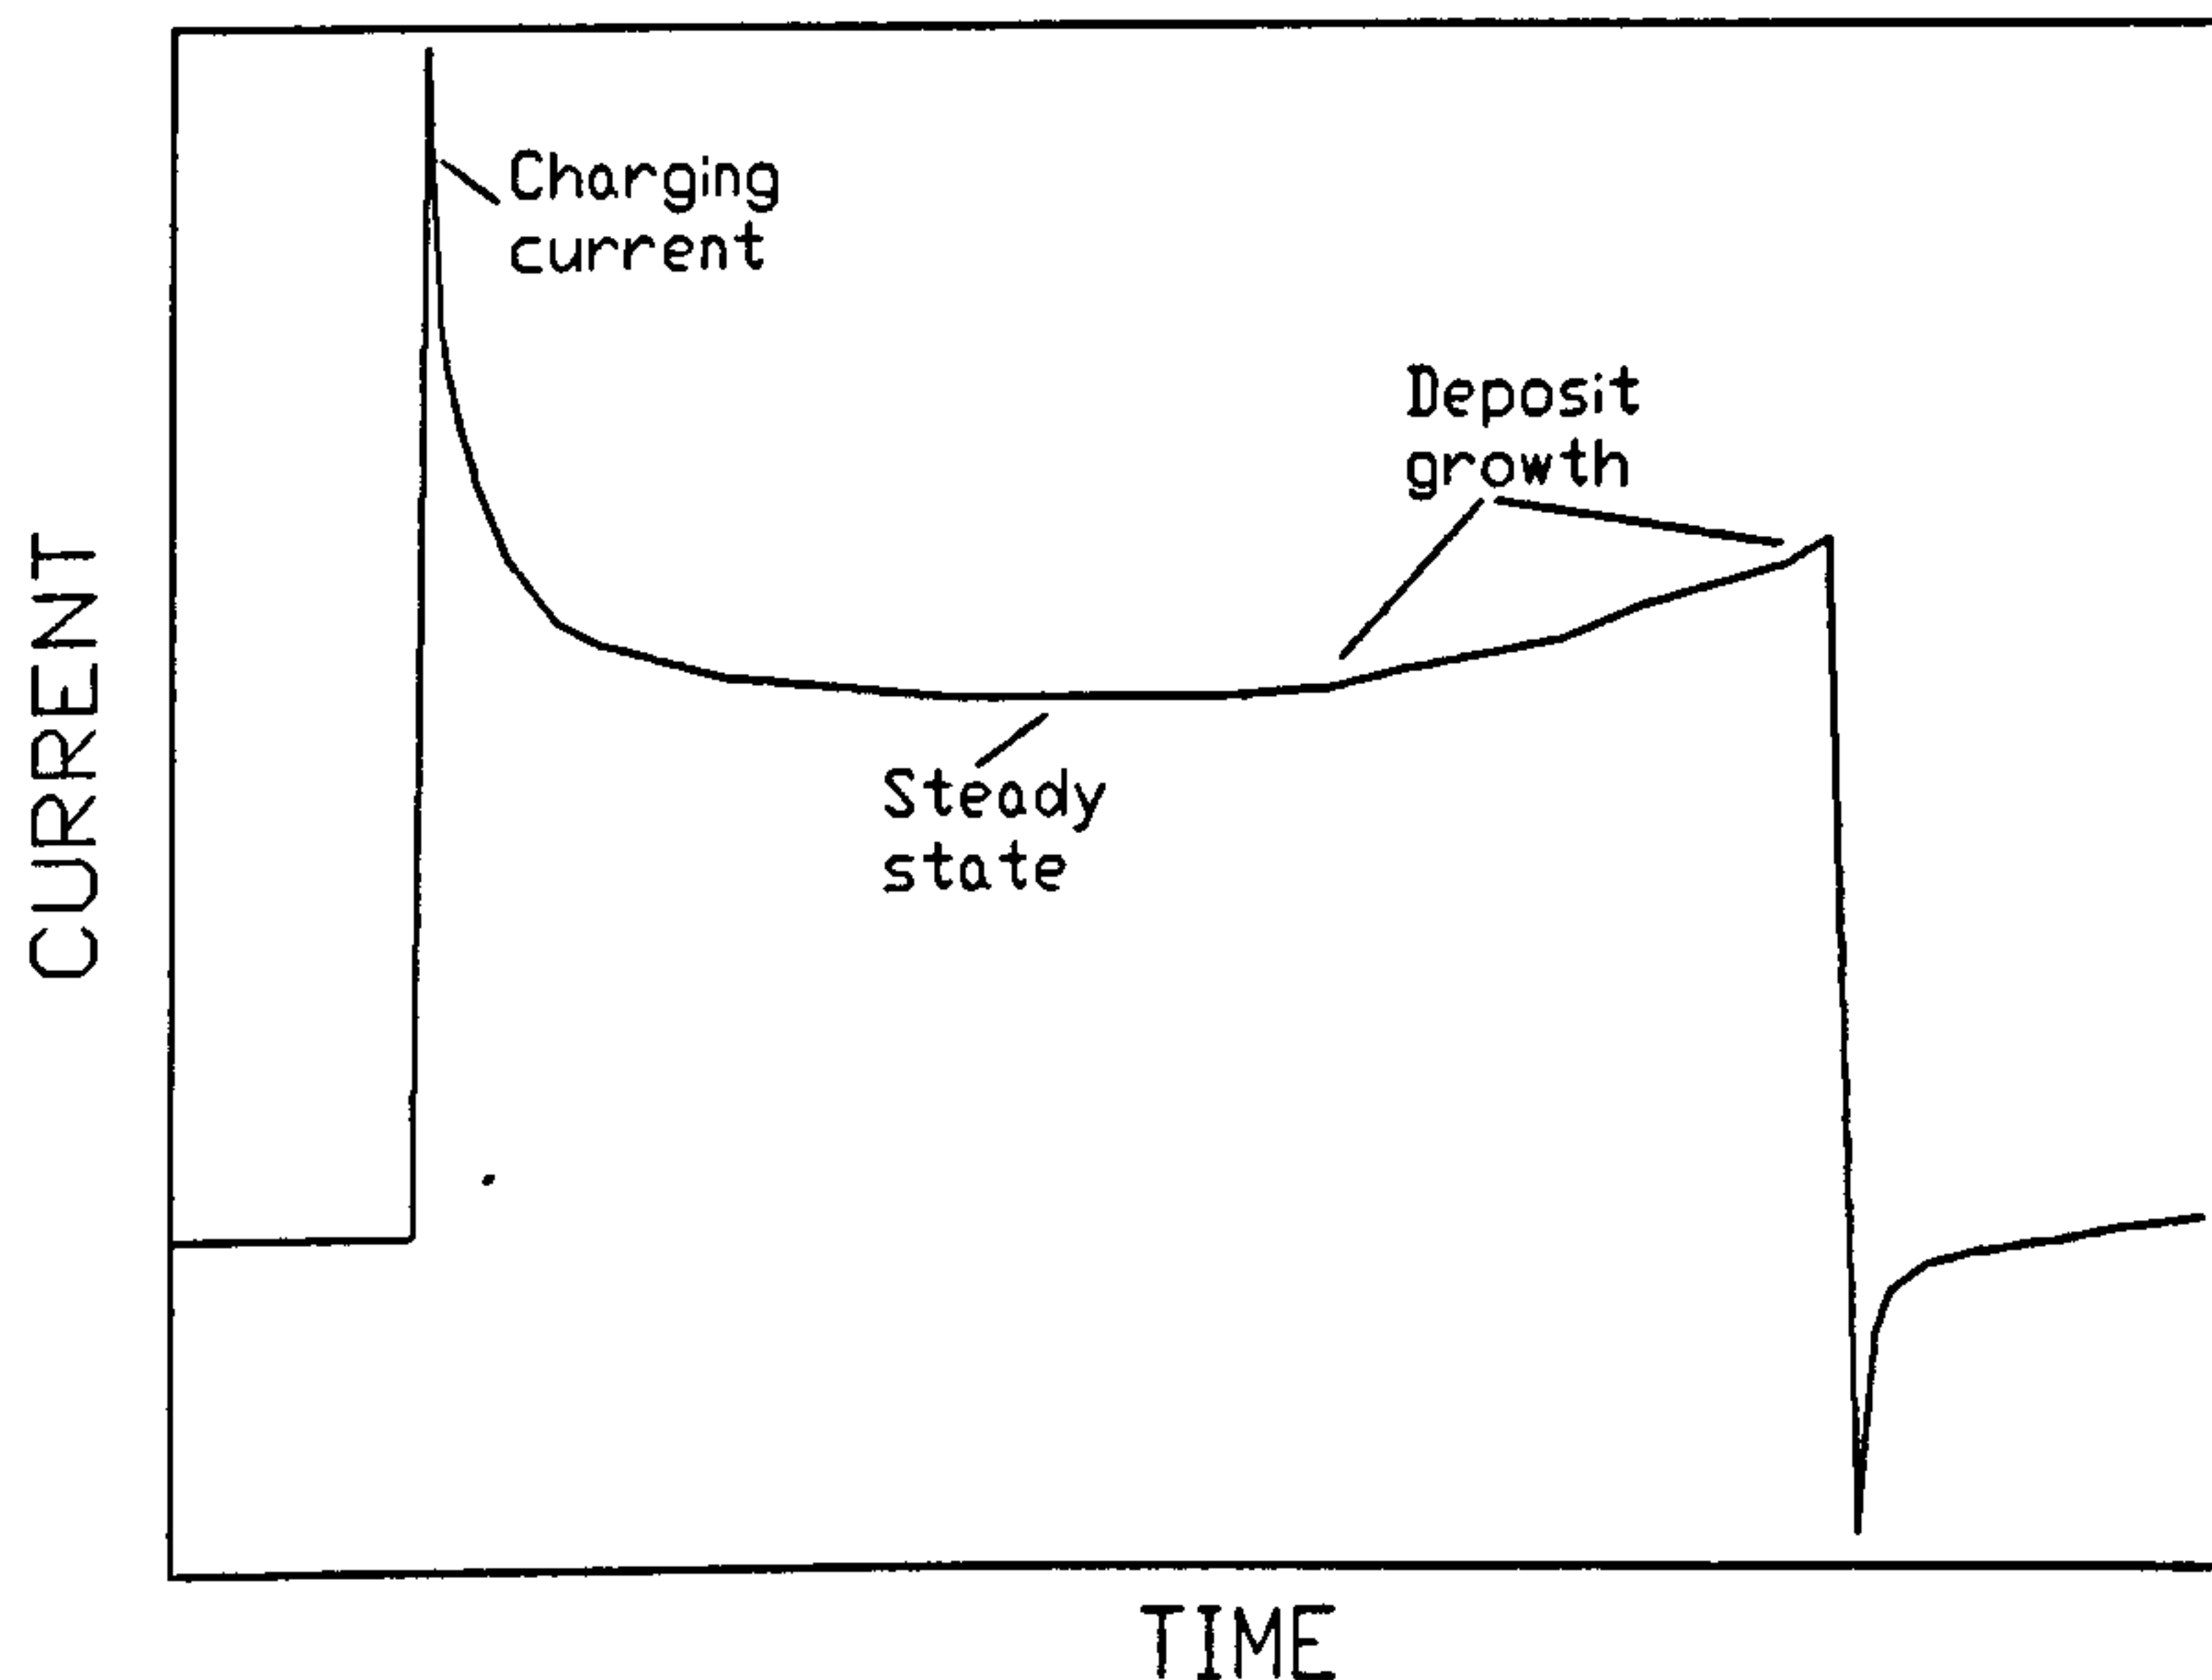 Charging
current
Deposit
growth
Steady
state
CURRENT
TIME